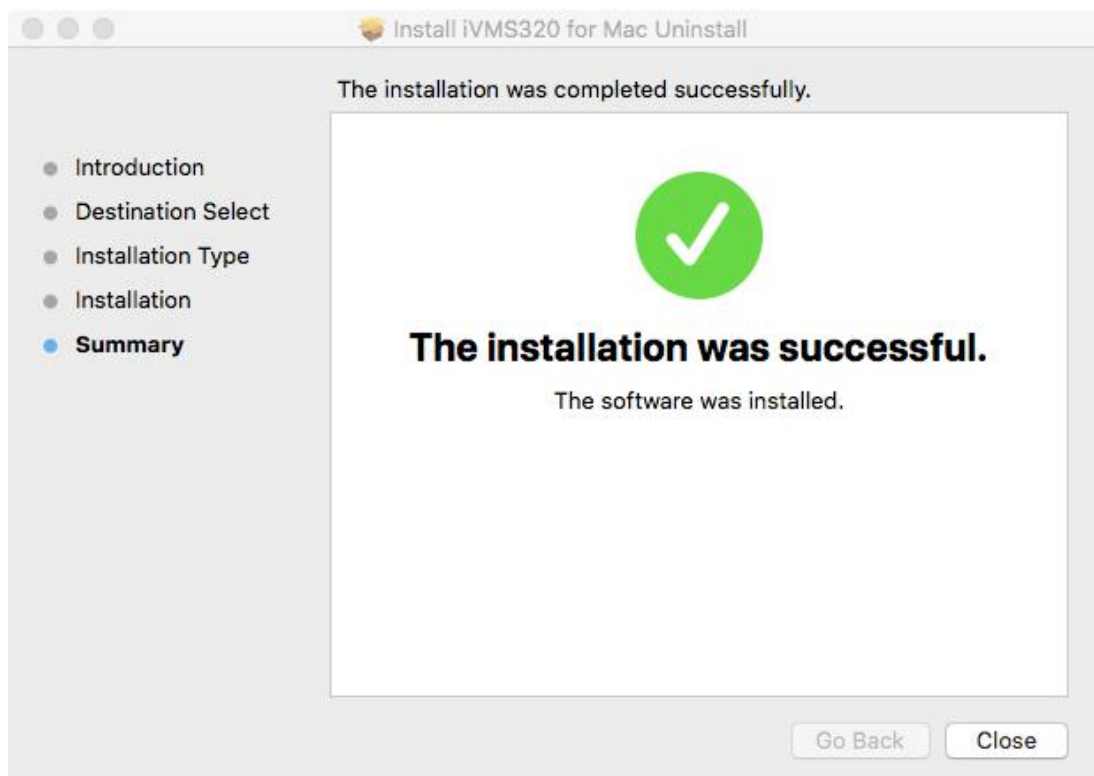 Install iVMS320 for Mac Uninstall
The installation was completed successfully.
Introduction
Destination Select
Installation Type
Installation
Summary
The installation was successful.
The software was installed.
Go Back
Close